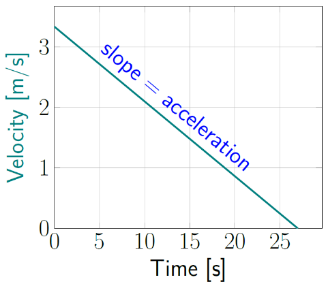 Velocity [m/s]
3
2
1
0
slope = acceleration
0 5 10 15 20 25
Time [s]